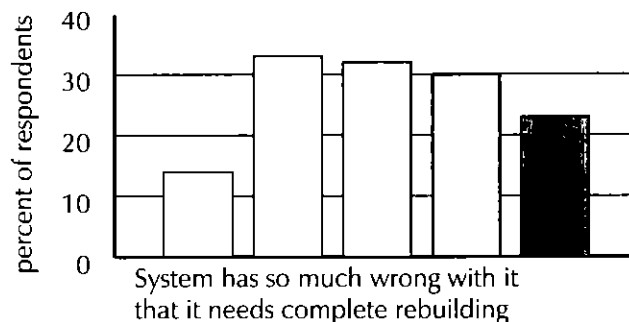 40
30
20
10
0
percent of respondents
System has so much wrong with it
that it needs complete rebuilding